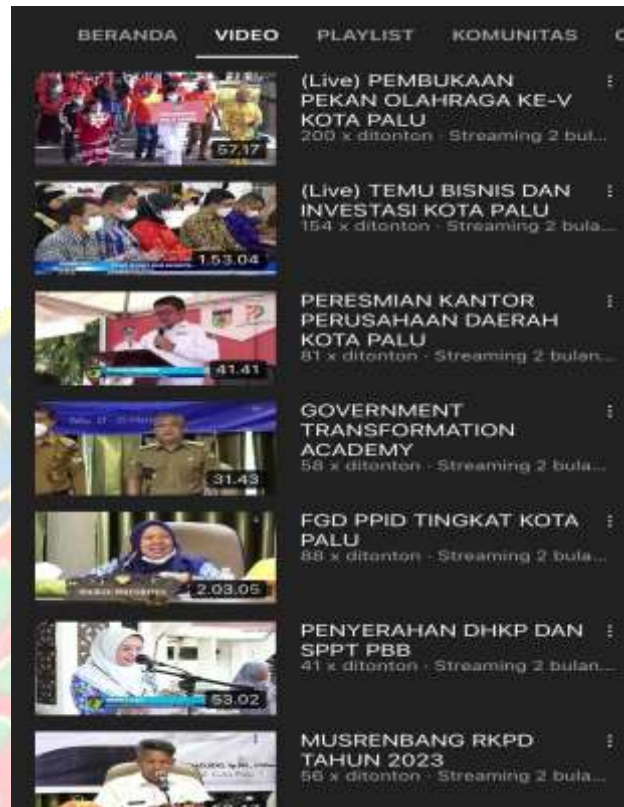 BERANDA VIDEO PLAYLIST KOMUNITAS
57.17
(Live) PEMBUKAAN
PEKAN OLAHRAGA KE-V
KOTA PALU
200 x ditonton · Streaming 2 bul...
1.53.04
(Live) TEMU BISNIS DAN
INVESTASI KOTA PALU
154 x ditonton · Streaming 2 bula...
41.41
PERESMIAN KANTOR
PERUSAHAAN DAERAH
KOTA PALU
81 x ditonton · Streaming 2 bulan...
31.43
GOVERNMENT
TRANSFORMATION
ACADEMY
58 x ditonton · Streaming 2 bula...
2.03.05
FGD PPID TINGKAT KOTA
PALU
88 x ditonton · Streaming 2 bula...
53.02
PENYERAHAN DHKP DAN
SPPT PBB
41 x ditonton · Streaming 2 bulan...
MUSRENBANG RKPD
TAHUN 2023
56 x ditonton · Streaming 2 bula...